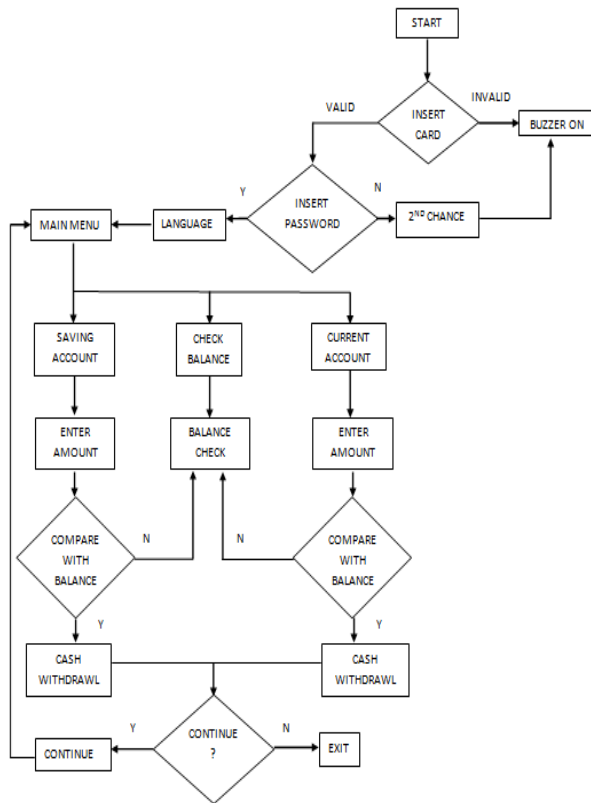 START
VALID
INVALID
INSERT
CARD
BUZZER ON
Y
INSERT
PASSWORD
N
MAIN MENU
LANGUAGE
2ND CHANCE
SAVING
ACCOUNT
CHECK
BALANCE
CURRENT
ACCOUNT
ENTER
AMOUNT
BALANCE
CHECK
ENTER
AMOUNT
COMPARE
WITH
BALANCE
N
N
COMPARE
WITH
BALANCE
Y
Y
CASH
WITHDRAWL
CASH
WITHDRAWL
CONTINUE
?
Y
N
CONTINUE
EXIT